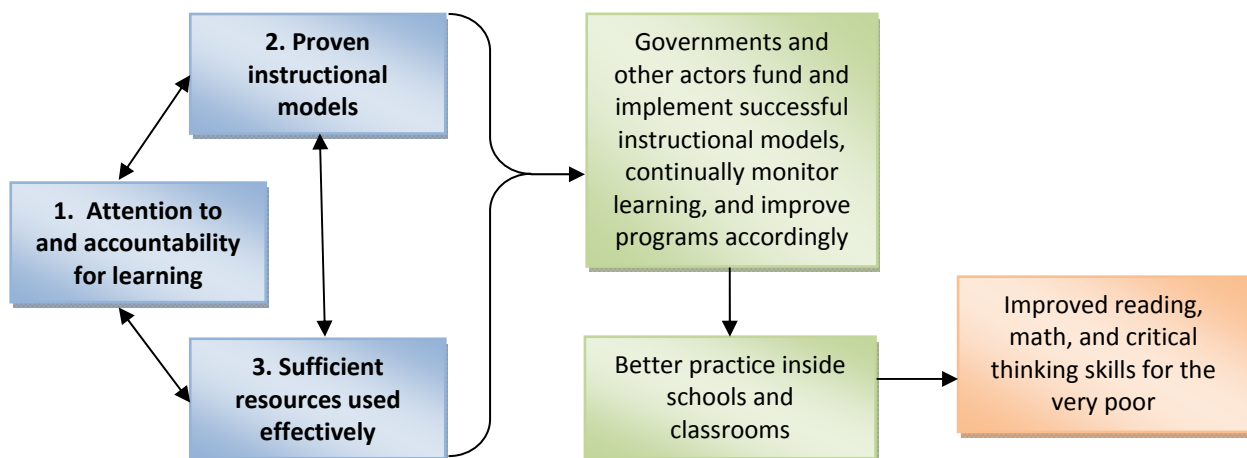 2. Proven
instructional
models
1. Attention to
and accountability
for learning
3. Sufficient
resources used
effectively
Governments and
other actors fund and
implement successful
instructional models,
continually monitor
learning, and improve
programs accordingly
Better practice inside
schools and
classrooms
Improved reading,
math, and critical
thinking skills for the
very poor